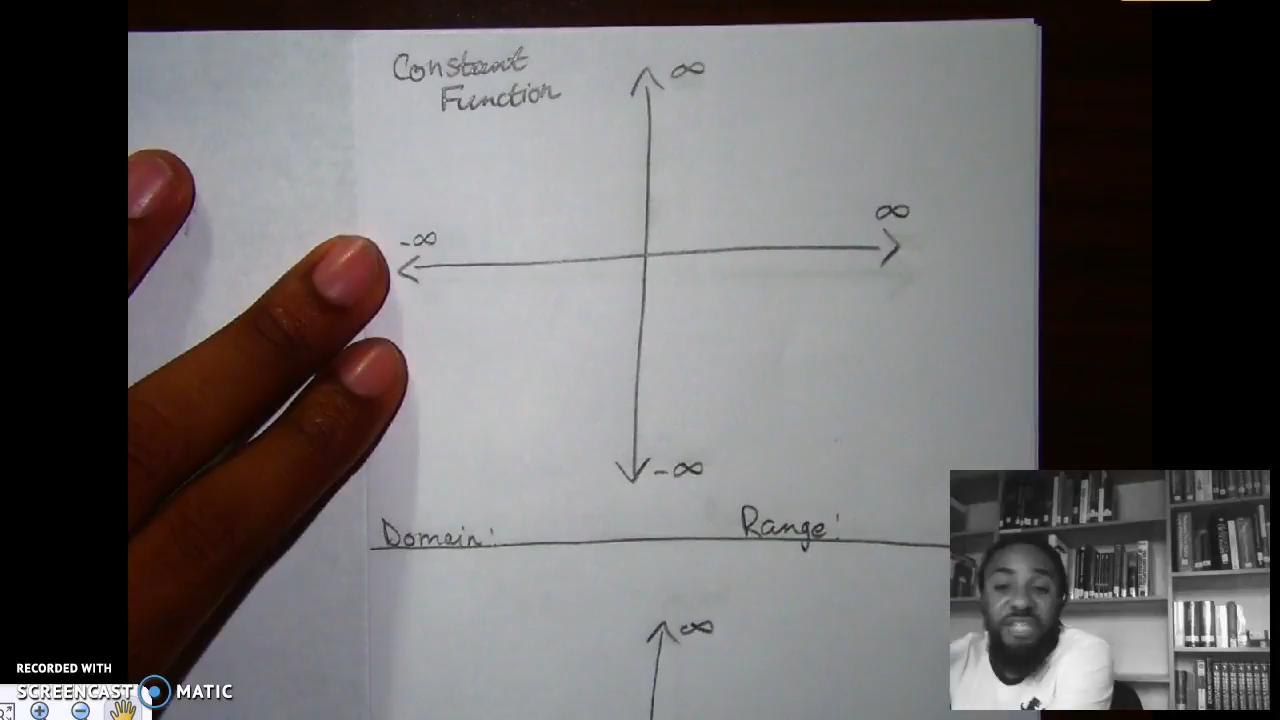 Constant
Function
∞
∞
-∞
-∞
Domain:
Range:
∞
RECORDED WITH
SCREENCAST MATIC